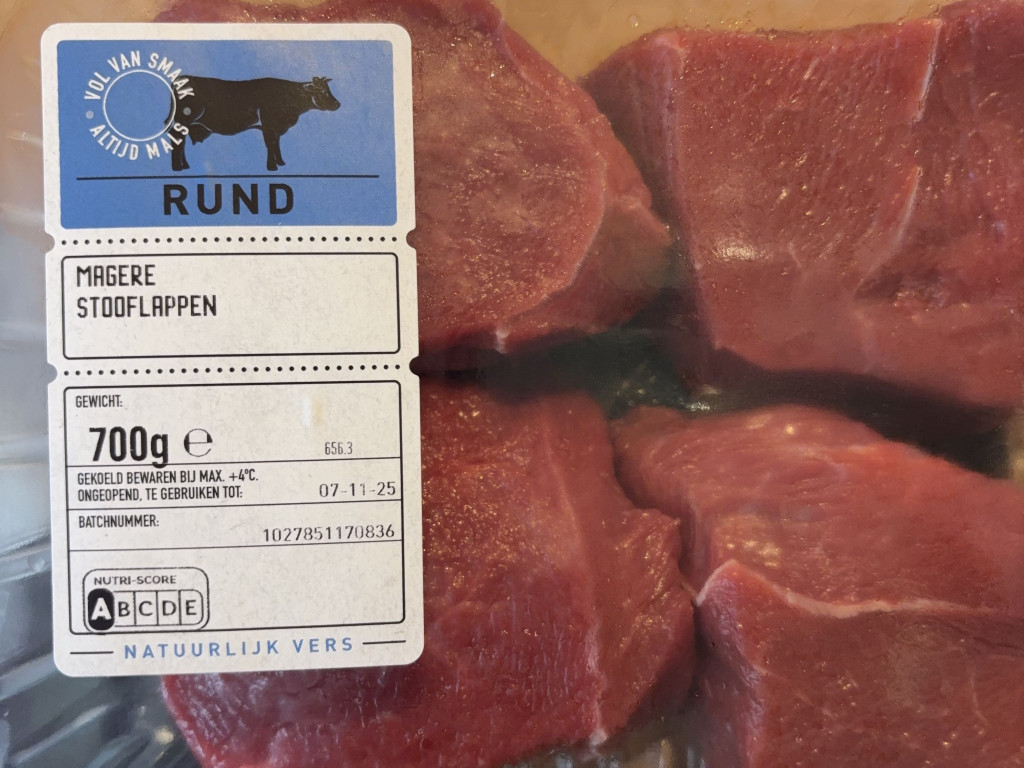 VOL VAN SMAAK
ALTIJD MALS
RUND
MAGERE
STOOFLAPPEN
GEWICHT:
700g ℮
656.3
GEKOELD BEWAREN BIJ MAX. +4°C.
ONGEOPEND, TE GEBRUIKEN TOT: 07-11-25
BATCHNUMMER:
1027851170836
NUTRI-SCORE
A B C D E
NATUURLIJK VERS